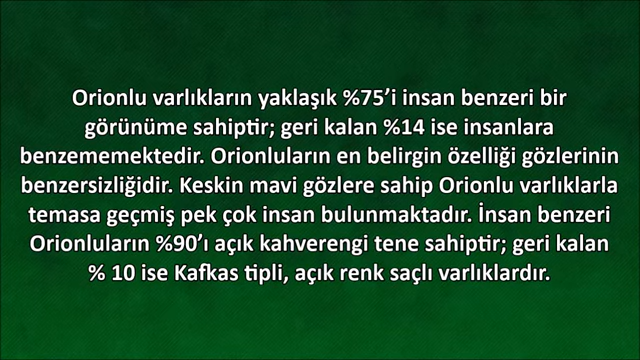 Orionlu varlıkların yaklaşık %75’i insan benzeri bir
görünüme sahiptir; geri kalan %14 ise insanlara
benzememektedir. Orionluların en belirgin özelliği gözlerinin
benzersizliğidir. Keskin mavi gözlere sahip Orionlu varlıklarla
temasa geçmiş pek çok insan bulunmaktadır. İnsan benzeri
Orionluların %90’ı açık kahverengi tene sahiptir; geri kalan
% 10 ise Kafkas tipli, açık renk saçlı varlıklardır.